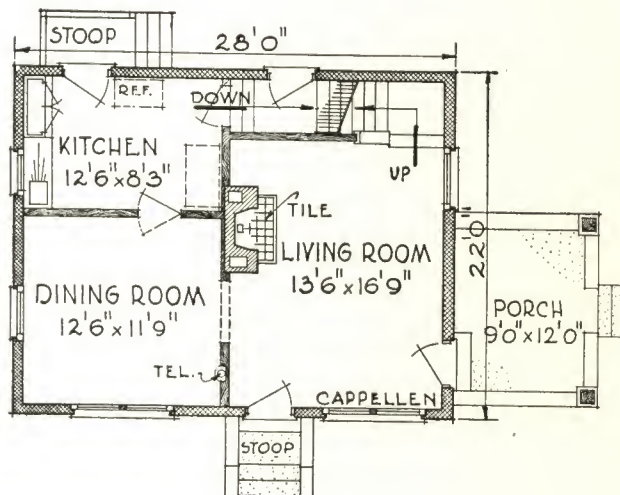 STOOP
28'0"
REF.
DOWN
KITCHEN
12'6"x8'3"
UP
TILE
LIVING ROOM
13'6"x16'9"
22'0"
DINING ROOM
12'6"x11'9"
PORCH
9'0"x12'0"
TEL.
CAPPELLEN
STOOP